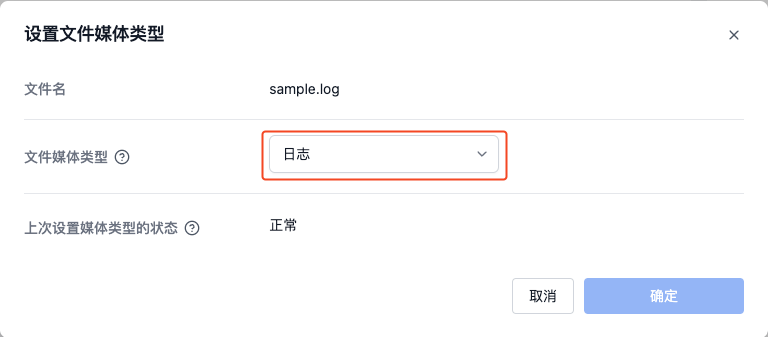 设置文件媒体类型
文件名
sample.log
文件媒体类型
日志
上次设置媒体类型的状态
正常
取消
确定